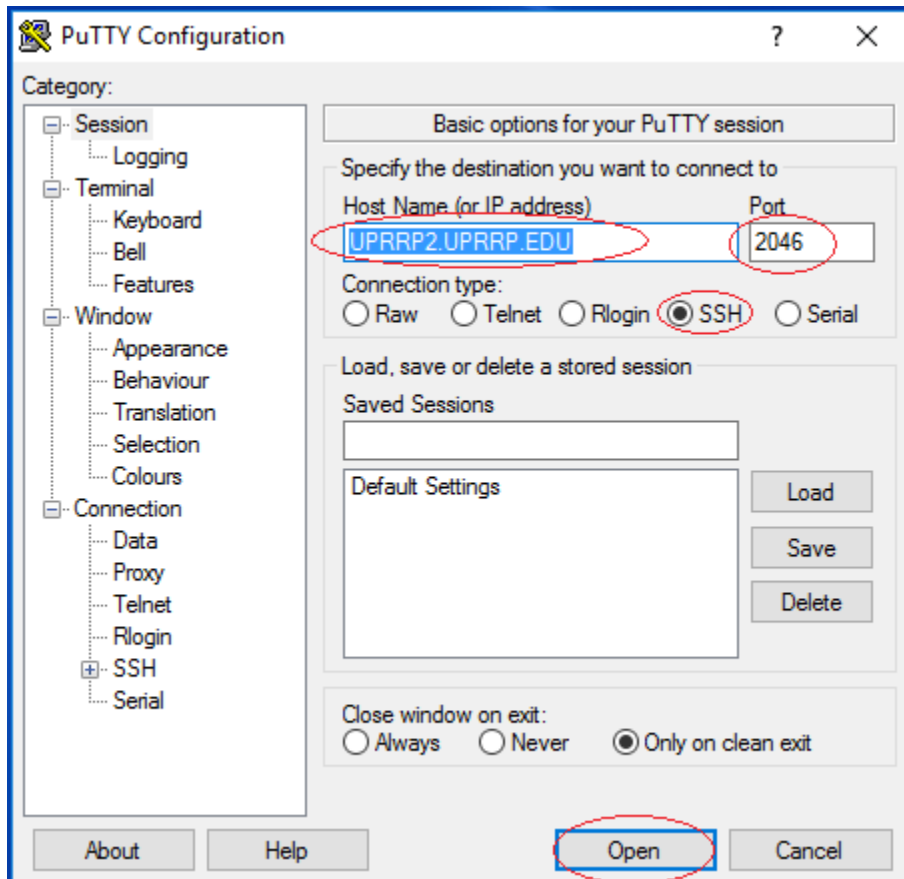 PuTTY Configuration ? X
Category:
Session
Logging
Terminal
Keyboard
Bell
Features
Window
Appearance
Behaviour
Translation
Selection
Colours
Connection
Data
Proxy
Telnet
Rlogin
SSH
Serial
Basic options for your PuTTY session
Specify the destination you want to connect to
Host Name (or IP address) Port
UPRRP2.UPRRP.EDU 2046
Connection type:
Raw Telnet Rlogin SSH Serial
Load, save or delete a stored session
Saved Sessions
Default Settings
Load
Save
Delete
Close window on exit:
Always Never Only on clean exit
About Help Open Cancel